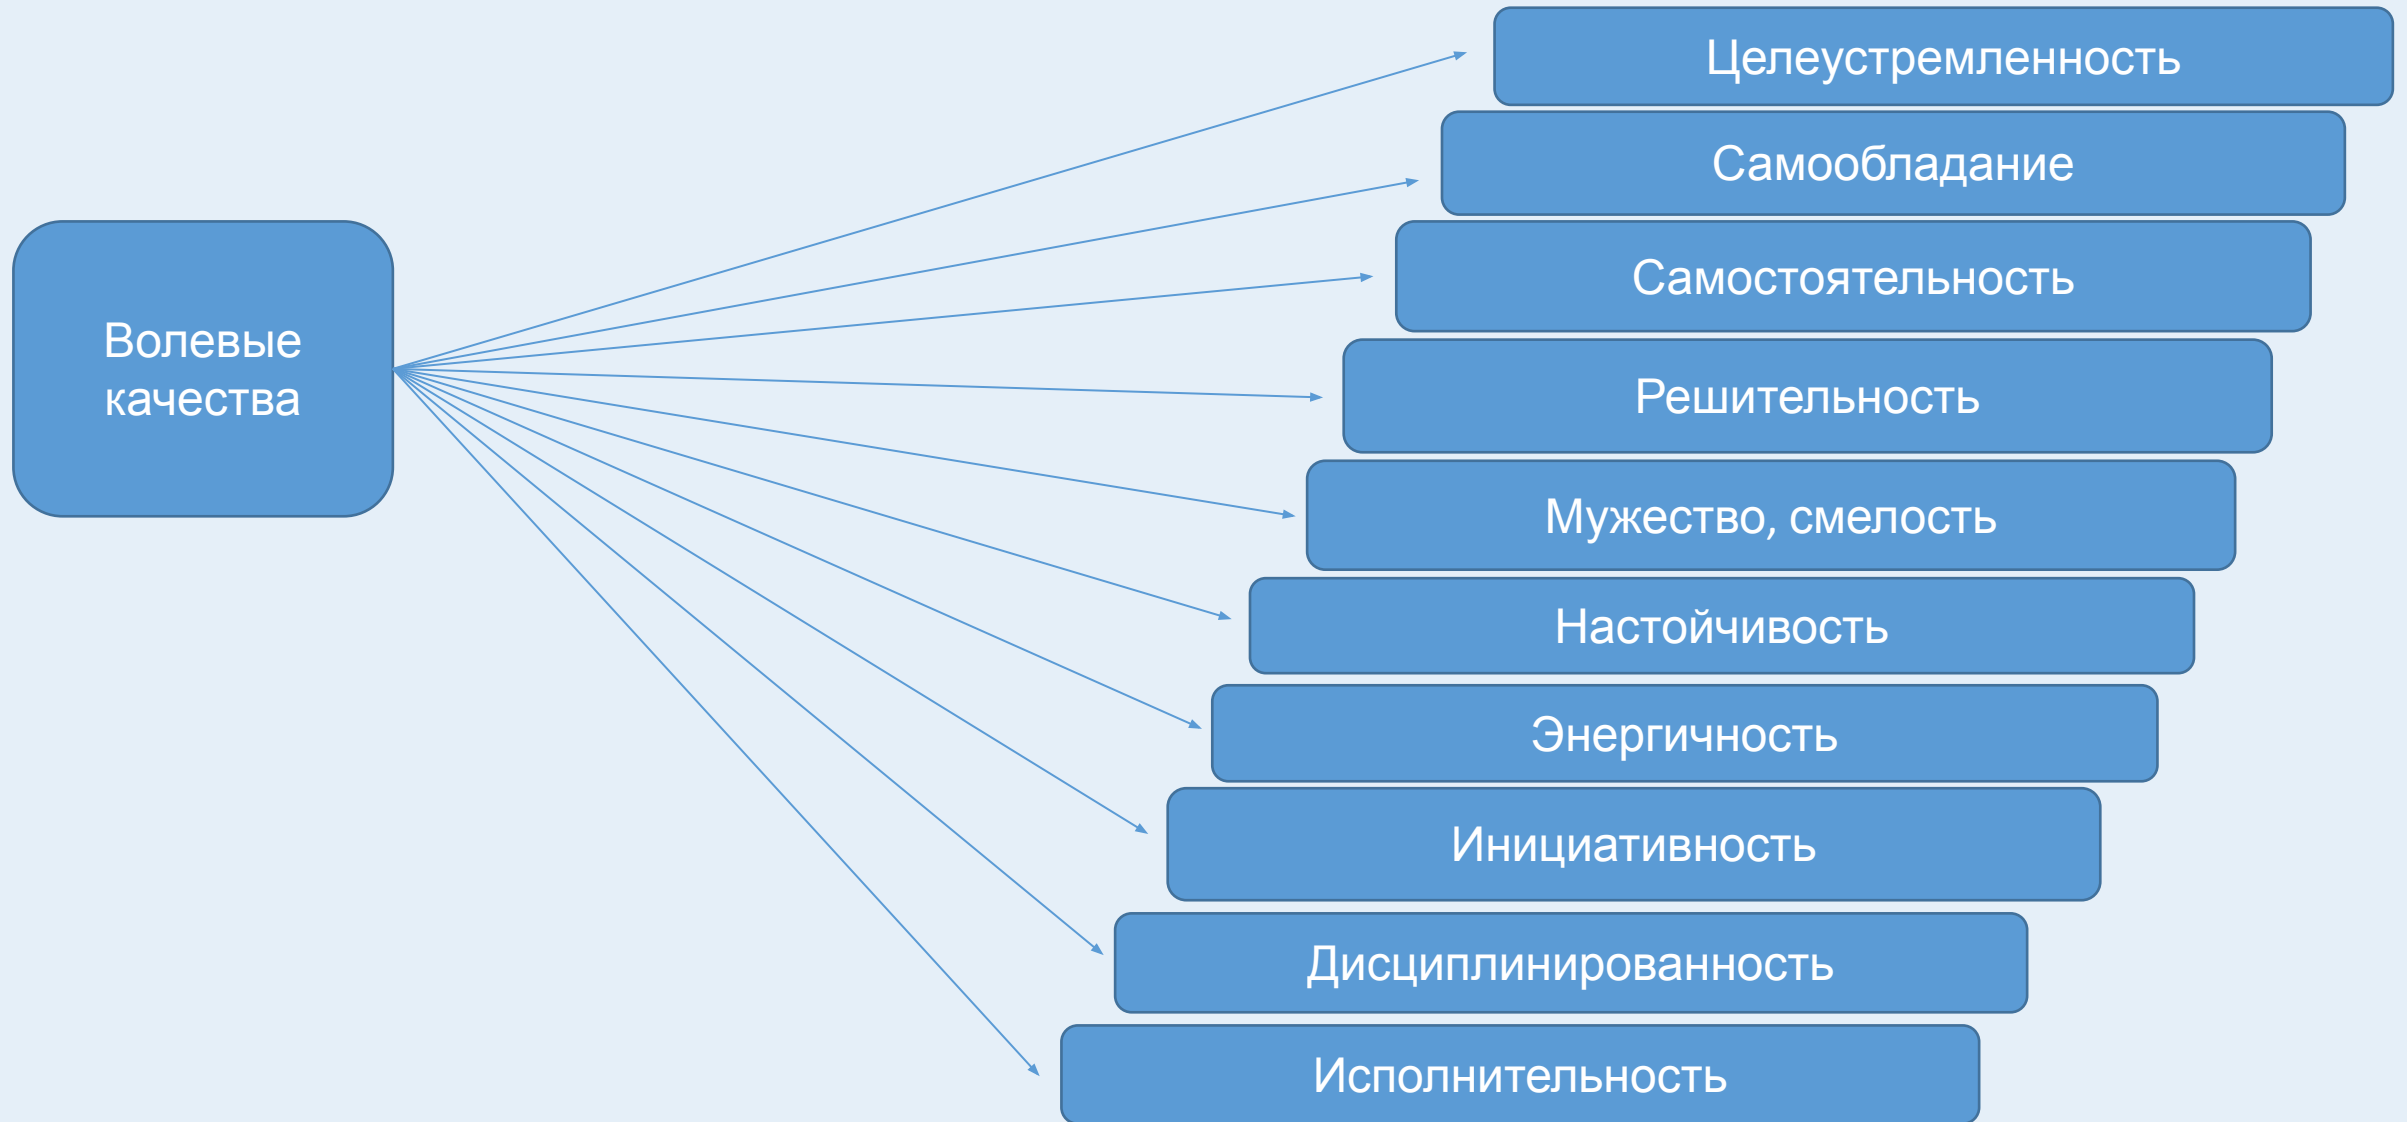 Волевые
качества
Целеустремленность
Самообладание
Самостоятельность
Решительность
Мужество, смелость
Настойчивость
Энергичность
Инициативность
Дисциплинированность
Исполнительность